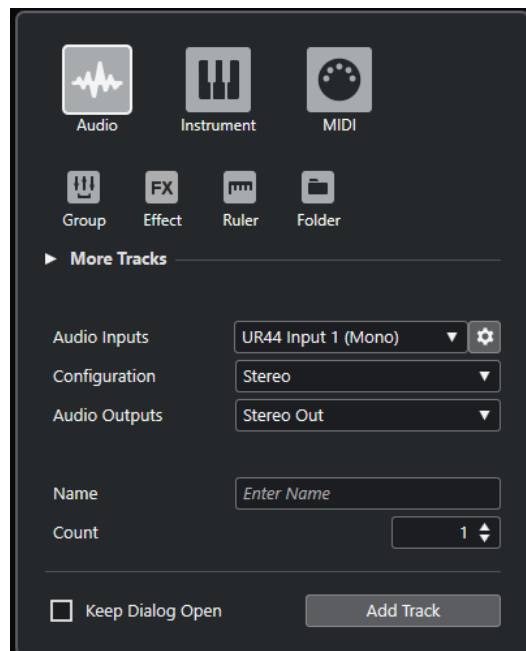 Audio Instrument MIDI
FX
Group Effect Ruler Folder
More Tracks
Audio Inputs UR44 Input 1 (Mono)
Configuration Stereo
Audio Outputs Stereo Out
Name Enter Name
Count 1
Keep Dialog Open Add Track